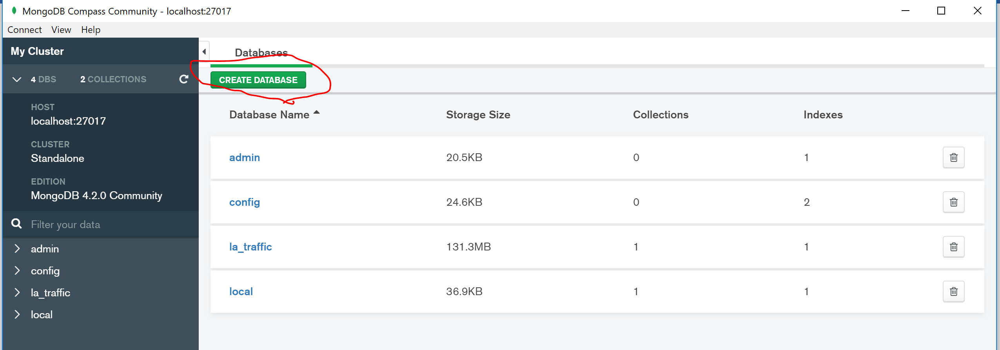 MongoDB Compass Community - localhost:27017
Connect View Help
My Cluster
4 DBS 2 COLLECTIONS
HOST
localhost:27017
CLUSTER
Standalone
EDITION
MongoDB 4.2.0 Community
Filter your data
admin
config
la_traffic
local
Databases
CREATE DATABASE
Database Name Storage Size Collections Indexes
admin 20.5KB 0 1
config 24.6KB 0 2
la_traffic 131.3MB 1 1
local 36.9KB 1 1